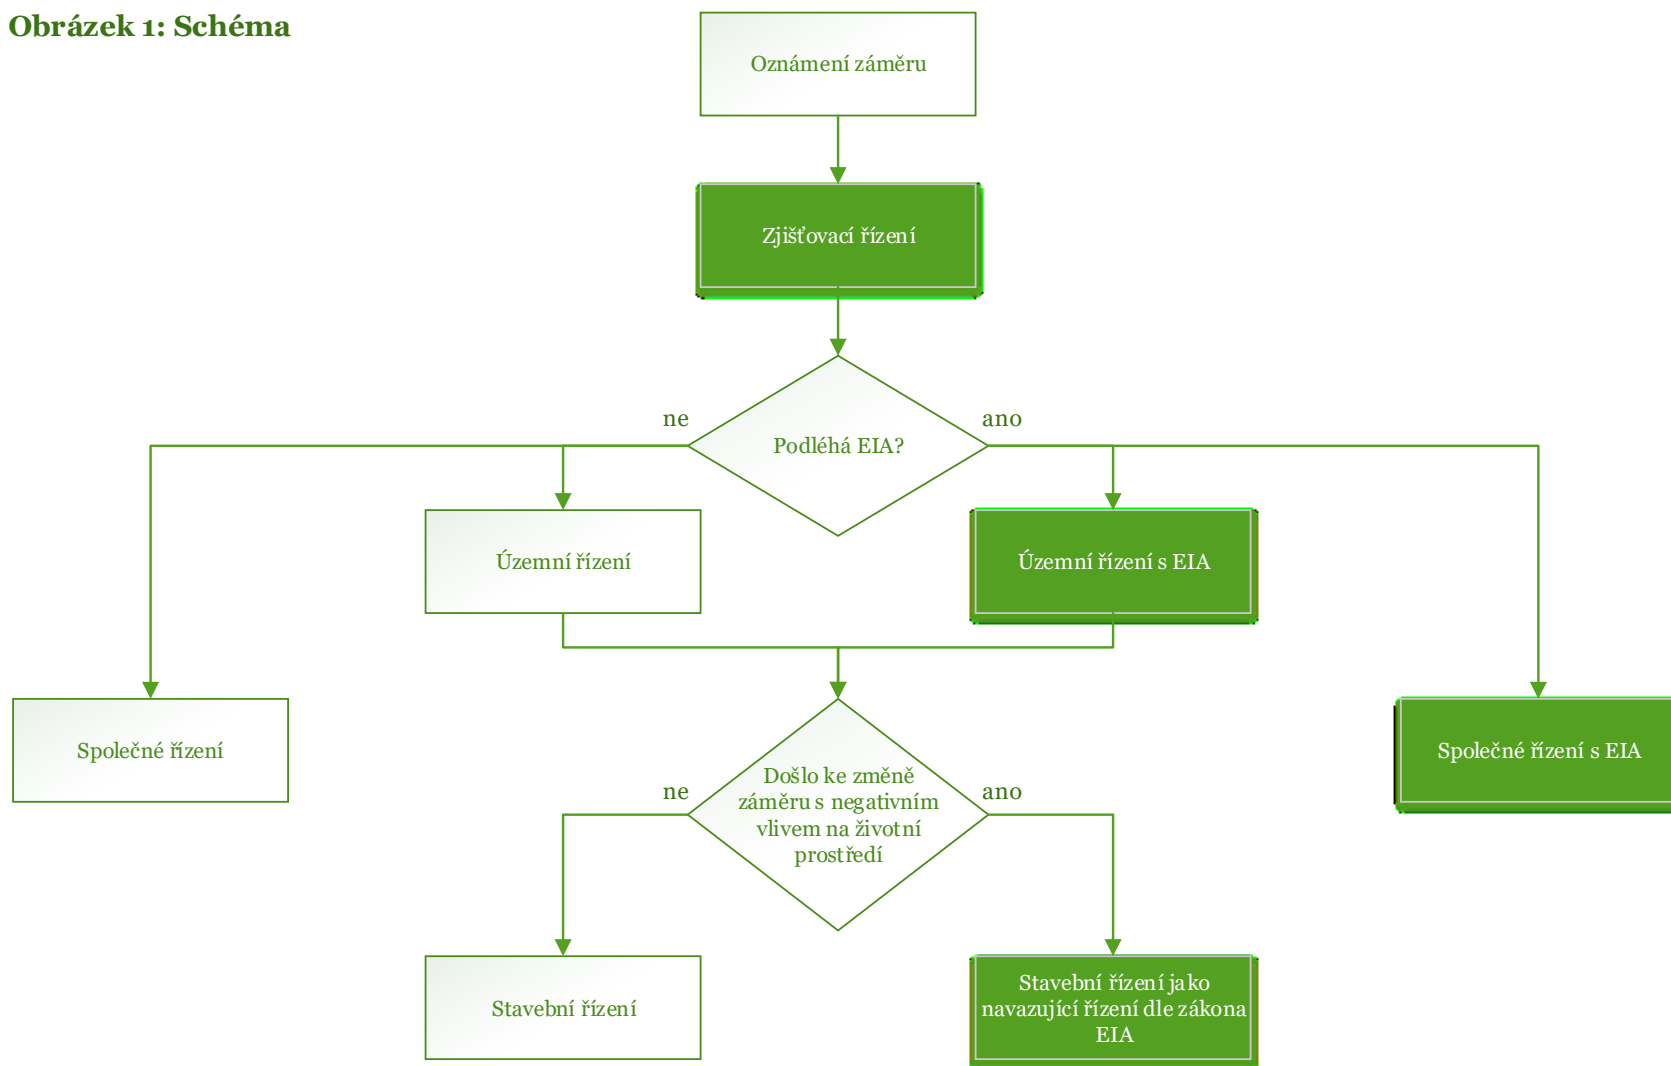 Obrázek 1: Schéma
Oznámení záměru
Zjišťovací řízení
ne
ano
Podléhá EIA?
Územní řízení
Územní řízení s EIA
Společné řízení
Společné řízení s EIA
ne
ano
Došlo ke změně
záměru s negativním
vlivem na životní
prostředí
Stavební řízení
Stavební řízení jako
navazující řízení dle zákona
EIA